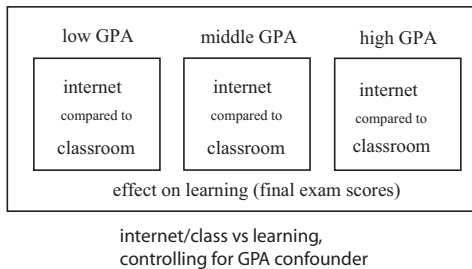 low GPA middle GPA high GPA
internet internet internet
compared to compared to compared to
classroom classroom classroom
effect on learning (final exam scores)
internet/class vs learning,
controlling for GPA confounder